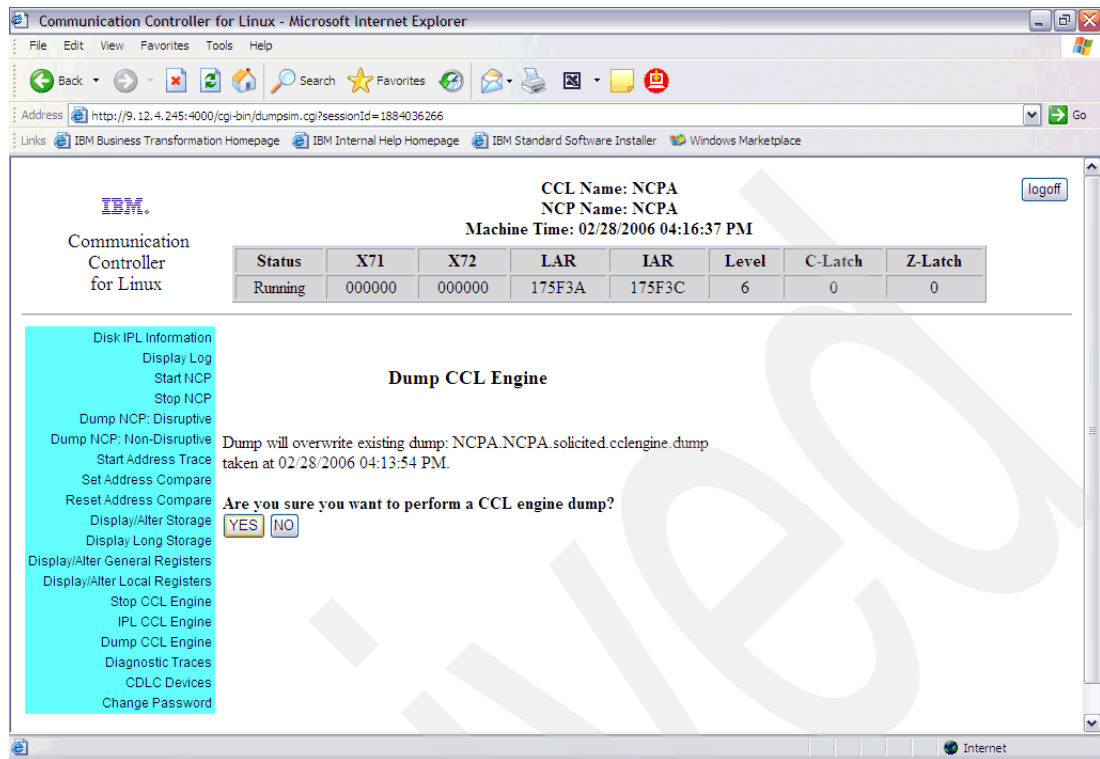 Communication Controller for Linux - Microsoft Internet Explorer
File Edit View Favorites Tools Help
Back Search Favorites
Address http://9.12.4.245:4000/cgi-bin/dumpsim.cgi?sessionId=1884036266 Go
Links IBM Business Transformation Homepage IBM Internal Help Homepage IBM Standard Software Installer Windows Marketplace
IBM.
Communication
Controller
for Linux
CCL Name: NCPA
NCP Name: NCPA
Machine Time: 02/28/2006 04:16:37 PM
logoff
Status X71 X72 LAR IAR Level C-Latch Z-Latch
Running 000000 000000 175F3A 175F3C 6 0 0
Disk IPL Information
Display Log
Start NCP
Stop NCP
Dump NCP: Disruptive
Dump NCP: Non-Disruptive
Start Address Trace
Set Address Compare
Reset Address Compare
Display/Alter Storage
Display Long Storage
Display/Alter General Registers
Display/Alter Local Registers
Stop CCL Engine
IPL CCL Engine
Dump CCL Engine
Diagnostic Traces
CDLC Devices
Change Password
Dump CCL Engine
Dump will overwrite existing dump: NCPA.NCPA.solicited.cclengine.dump
taken at 02/28/2006 04:13:54 PM.
Are you sure you want to perform a CCL engine dump?
YES NO
Internet